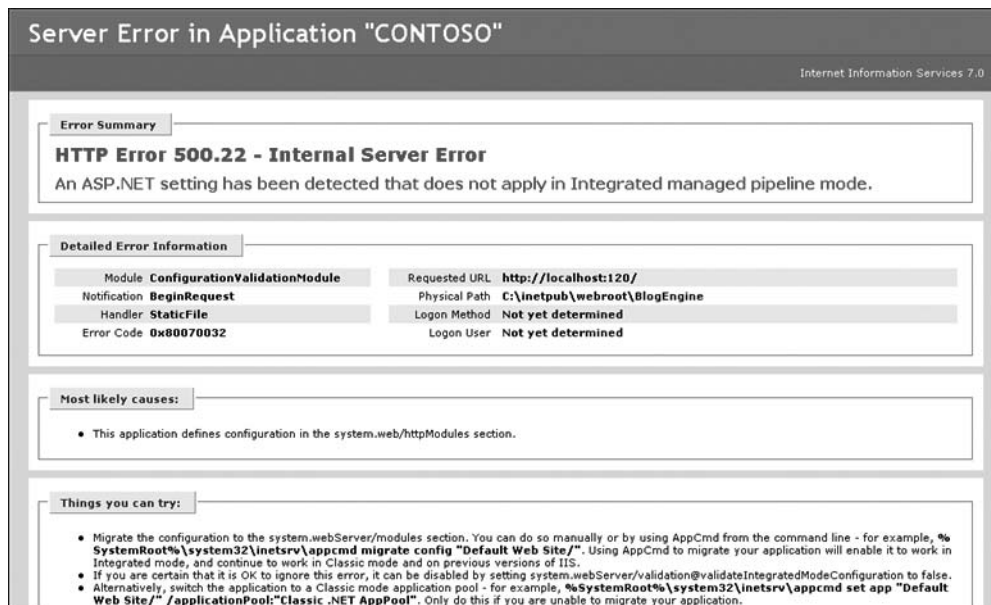 Server Error in Application "CONTOSO"
Internet Information Services 7.0
Error Summary
HTTP Error 500.22 - Internal Server Error
An ASP.NET setting has been detected that does not apply in Integrated managed pipeline mode.
Detailed Error Information
Module ConfigurationValidationModule
Notification BeginRequest
Handler StaticFile
Error Code 0x80070032
Requested URL http://localhost:120/
Physical Path C:\inetpub\webroot\BlogEngine
Logon Method Not yet determined
Logon User Not yet determined
Most likely causes:
• This application defines configuration in the system.web/httpModules section.
Things you can try:
• Migrate the configuration to the system.webServer/modules section. You can do so manually or by using AppCmd from the command line - for example, %
SystemRoot%\system32\inetsrv\appcmd migrate config "Default Web Site/". Using AppCmd to migrate your application will enable it to work in
Integrated mode, and continue to work in Classic mode and on previous versions of IIS.
• If you are certain that it is OK to ignore this error, it can be disabled by setting system.webServer/validation@validateIntegratedModeConfiguration to false.
• Alternatively, switch the application to a Classic mode application pool - for example, %SystemRoot%\system32\inetsrv\appcmd set app "Default
Web Site/" /applicationPool:"Classic .NET AppPool". Only do this if you are unable to migrate your application.